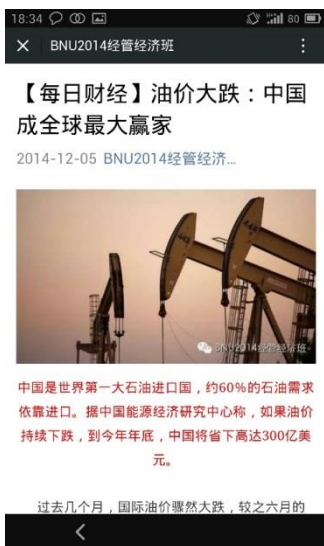 18:34 80
BNU2014经管经济班
【每日财经】油价大跌：中国
成全球最大赢家
2014-12-05 BNU2014经管经济...
BNU2014经管经济班
中国是世界第一大石油进口国，约60%的石油需求
依靠进口。据中国能源经济研究中心称，如果油价
持续下跌，到今年年底，中国将省下高达300亿美
元。
过去几个月，国际油价骤然大跌，较之六月的